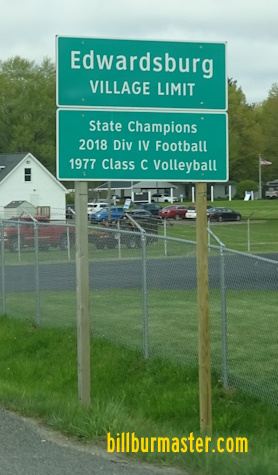 Edwardsburg
VILLAGE LIMIT
State Champions
2018 Div IV Football
1977 Class C Volleyball
billburmaster.com